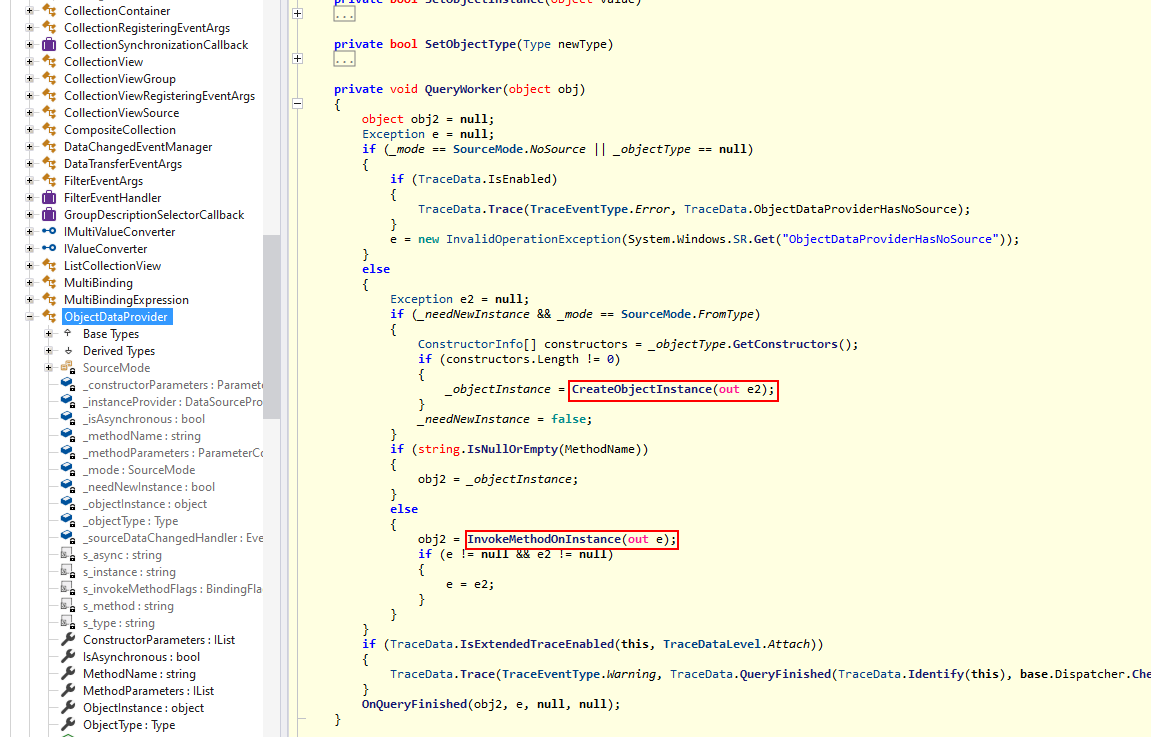 CollectionContainer
CollectionRegisteringEventArgs
CollectionSynchronizationCallback
CollectionView
CollectionViewGroup
CollectionViewRegisteringEventArgs
CollectionViewSource
CompositeCollection
DataChangedEventManager
DataTransferEventArgs
FilterEventArgs
FilterEventHandler
GroupDescriptionSelectorCallback
IMultiValueConverter
IValueConverter
ListCollectionView
MultiBinding
MultiBindingExpression
ObjectDataProvider
Base Types
Derived Types
SourceMode
_constructorParameters : Paramete
_instanceProvider : DataSourcePro
_isAsynchronous : bool
_methodName : string
_methodParameters : ParameterCo
_mode : SourceMode
_needNewInstance : bool
_objectInstance : object
_objectType : Type
_sourceDataChangedHandler : Eve
s_async : string
s_instance : string
s_invokeMethodFlags : BindingFla
s_method : string
s_type : string
ConstructorParameters : IList
IsAsynchronous : bool
MethodName : string
MethodParameters : IList
ObjectInstance : object
ObjectType : Type
private bool SetObjectInstance(object value)
...
private bool SetObjectType(Type newType)
...
private void QueryWorker(object obj)
{
object obj2 = null;
Exception e = null;
if (_mode == SourceMode.NoSource || _objectType == null)
{
if (TraceData.IsEnabled)
{
TraceData.Trace(TraceEventType.Error, TraceData.ObjectDataProviderHasNoSource);
}
e = new InvalidOperationException(System.Windows.SR.Get("ObjectDataProviderHasNoSource"));
}
else
{
Exception e2 = null;
if (_needNewInstance && _mode == SourceMode.FromType)
{
ConstructorInfo[] constructors = _objectType.GetConstructors();
if (constructors.Length != 0)
{
_objectInstance = CreateObjectInstance(out e2);
}
_needNewInstance = false;
}
if (string.IsNullOrEmpty(MethodName))
{
obj2 = _objectInstance;
}
else
{
obj2 = InvokeMethodOnInstance(out e);
if (e != null && e2 != null)
{
e = e2;
}
}
}
if (TraceData.IsExtendedTraceEnabled(this, TraceDataLevel.Attach))
{
TraceData.Trace(TraceEventType.Warning, TraceData.QueryFinished(TraceData.Identify(this), base.Dispatcher.Che
}
OnQueryFinished(obj2, e, null, null);
}